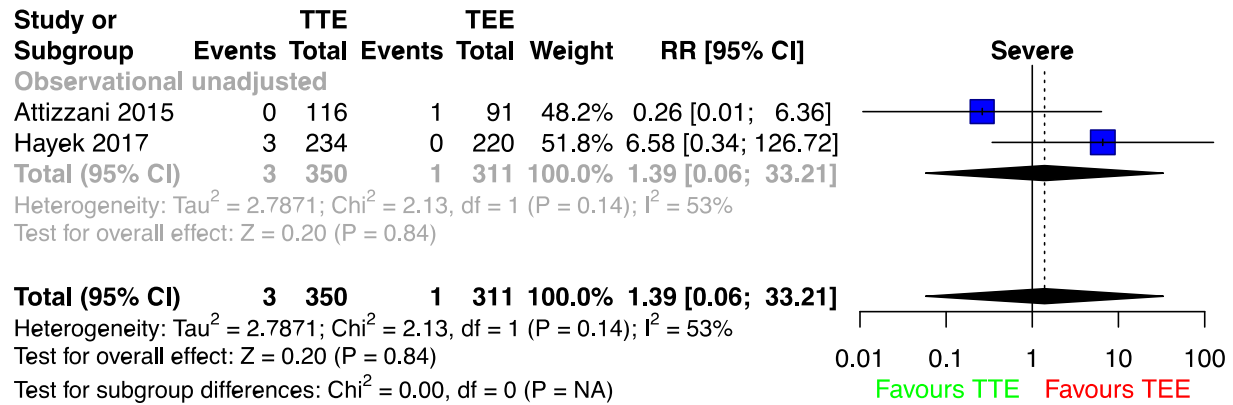 Study or TTE TEE
Subgroup Events Total Events Total Weight RR [95% CI] Severe
Observational unadjusted
Attizzani 2015 0 116 1 91 48.2% 0.26 [0.01; 6.36]
Hayek 2017 3 234 0 220 51.8% 6.58 [0.34; 126.72]
Total (95% CI) 3 350 1 311 100.0% 1.39 [0.06; 33.21]
Heterogeneity: Tau² = 2.7871; Chi² = 2.13, df = 1 (P = 0.14); I² = 53%
Test for overall effect: Z = 0.20 (P = 0.84)
Total (95% CI) 3 350 1 311 100.0% 1.39 [0.06; 33.21]
Heterogeneity: Tau² = 2.7871; Chi² = 2.13, df = 1 (P = 0.14); I² = 53%
Test for overall effect: Z = 0.20 (P = 0.84)
Test for subgroup differences: Chi² = 0.00, df = 0 (P = NA)
0.01 0.1 1 10 100
Favours TTE Favours TEE